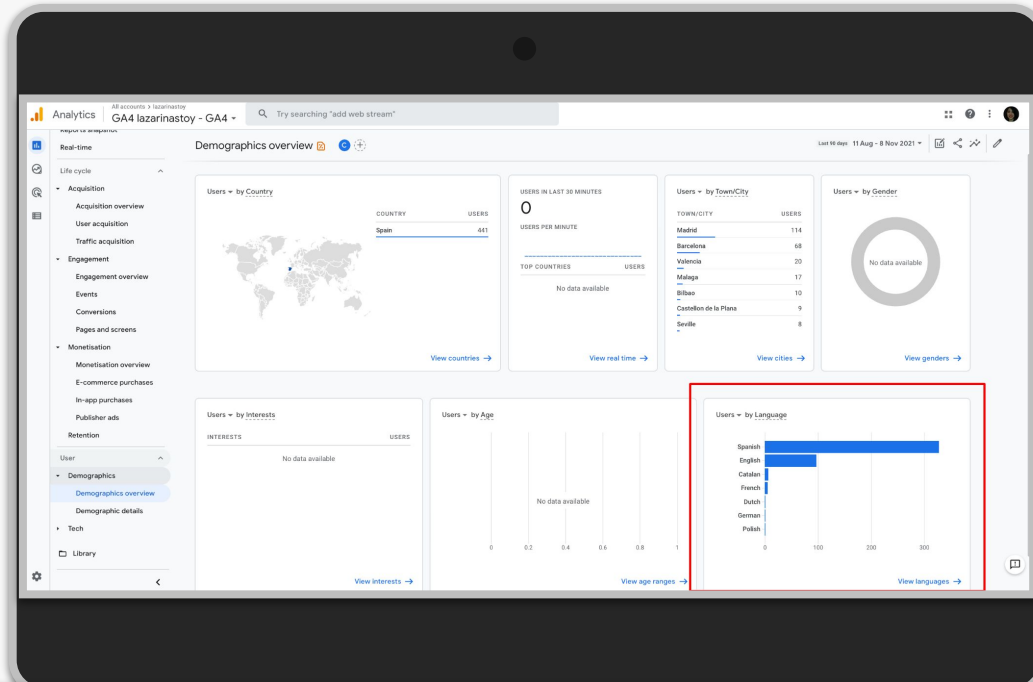 Analytics
All accounts > lazarinastoy
GA4 lazarinastoy - GA4
Try searching "add web stream"
Reports snapshot
Real-time
Life cycle
Acquisition
Acquisition overview
User acquisition
Traffic acquisition
Engagement
Engagement overview
Events
Conversions
Pages and screens
Monetisation
Monetisation overview
E-commerce purchases
In-app purchases
Publisher ads
Retention
User
Demographics
Demographics overview
Demographic details
Tech
Library
Demographics overview
C
Last 90 days 11 Aug - 8 Nov 2021
Users by Country
COUNTRY USERS
Spain 441
View countries
USERS IN LAST 30 MINUTES
0
USERS PER MINUTE
TOP COUNTRIES USERS
No data available
View real time
Users by Town/City
TOWN/CITY USERS
Madrid 114
Barcelona 68
Valencia 20
Malaga 17
Bilbao 10
Castellon de la Plana 9
Seville 8
View cities
Users by Gender
No data available
View genders
Users by Interests
INTERESTS USERS
No data available
View interests
Users by Age
No data available
0 0.2 0.4 0.6 0.8 1
View age ranges
Users by Language
Spanish
English
Catalan
French
Dutch
German
Polish
0 100 200 300
View languages